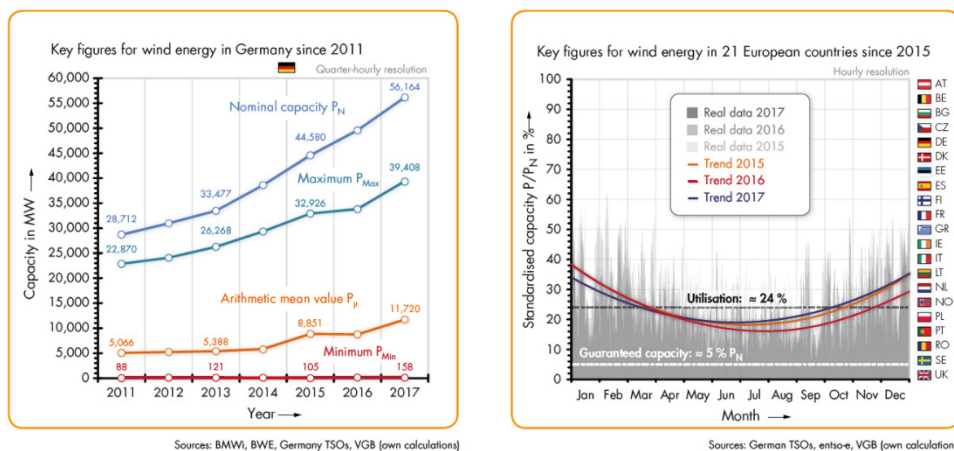 Key figures for wind energy in Germany since 2011
Quarter-hourly resolution
60,000
55,000
50,000
45,000
40,000
35,000
30,000
25,000
20,000
15,000
10,000
5,000
0
Capacity in MW
Nominal capacity PN
56,164
44,580
33,477
28,712
Maximum PMax
39,408
32,926
26,268
22,870
Arithmetic mean value Pμ
11,720
8,851
5,388
5,066
Minimum PMin
88
121
105
158
2011 2012 2013 2014 2015 2016 2017
Year
Sources: BMWi, BWE, Germany TSOs, VGB (own calculations)
Key figures for wind energy in 21 European countries since 2015
Hourly resolution
100
90
80
70
60
50
40
30
20
10
0
Standardised capacity P/PN in %
Real data 2017
Real data 2016
Real data 2015
Trend 2015
Trend 2016
Trend 2017
Utilisation: ≈ 24 %
Guaranteed capacity: ≈ 5 % PN
Jan Feb Mar Apr May Jun Jul Aug Sep Oct Nov Dec
Month
AT
BE
BG
CZ
DE
DK
EE
ES
FI
FR
GR
IE
IT
LT
NL
NO
PL
PT
RO
SE
UK
Sources: German TSOs, entso-e, VGB (own calculation